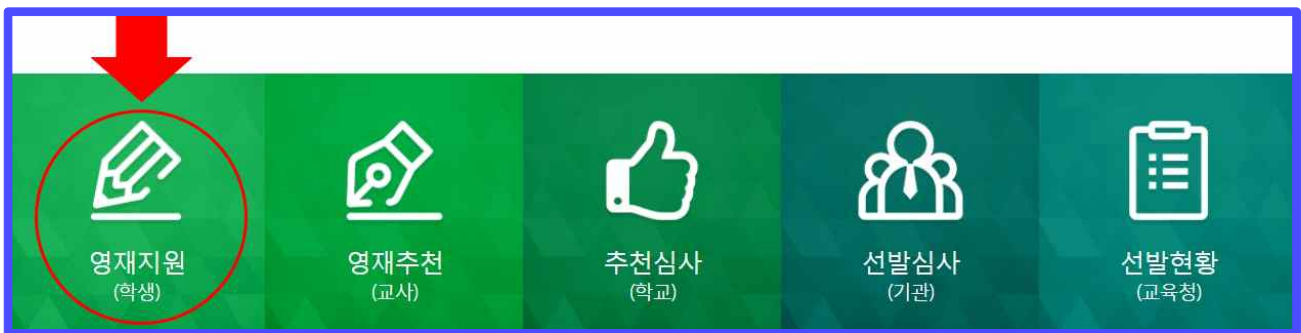 영재지원
(학생)
영재추천
(교사)
추천심사
(학교)
선발심사
(기관)
선발현황
(교육청)